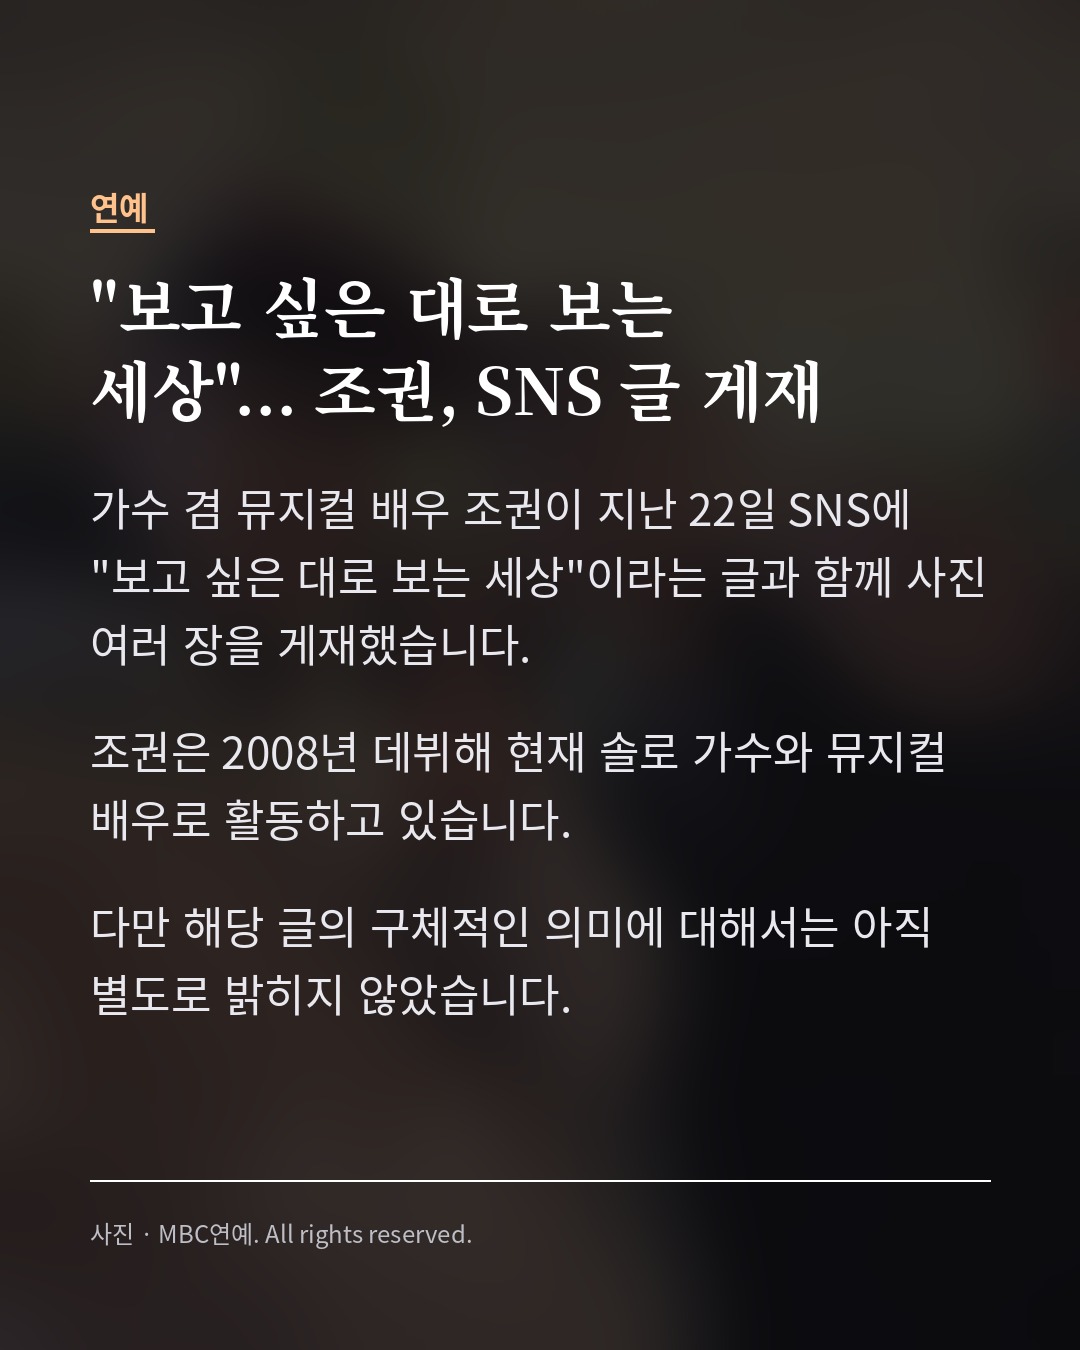 연예
"보고 싶은 대로 보는
세상"... 조권, SNS 글 게재
가수 겸 뮤지컬 배우 조권이 지난 22일 SNS에
"보고 싶은 대로 보는 세상"이라는 글과 함께 사진
여러 장을 게재했습니다.
조권은 2008년 데뷔해 현재 솔로 가수와 뮤지컬
배우로 활동하고 있습니다.
다만 해당 글의 구체적인 의미에 대해서는 아직
별도로 밝히지 않았습니다.
사진 · MBC연예. All rights reserved.